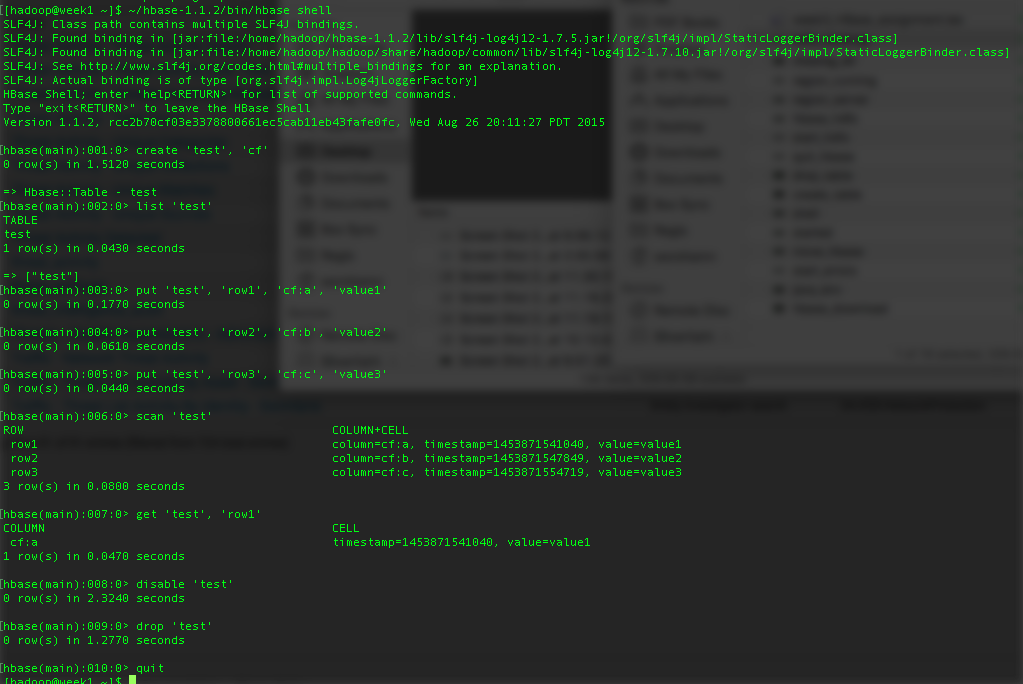 [[hadoop@week1 ~]$ ~/hbase-1.1.2/bin/hbase shell
SLF4J: Class path contains multiple SLF4J bindings.
SLF4J: Found binding in [jar:file:/home/hadoop/hbase-1.1.2/lib/slf4j-log4j12-1.7.5.jar!/org/slf4j/impl/StaticLoggerBinder.class]
SLF4J: Found binding in [jar:file:/home/hadoop/hadoop/share/hadoop/common/lib/slf4j-log4j12-1.7.10.jar!/org/slf4j/impl/StaticLoggerBinder.class]
SLF4J: See http://www.slf4j.org/codes.html#multiple_bindings for an explanation.
SLF4J: Actual binding is of type [org.slf4j.impl.Log4jLoggerFactory]
HBase Shell; enter 'help<RETURN>' for list of supported commands.
Type "exit<RETURN>" to leave the HBase Shell
Version 1.1.2, rcc2b70cf03e3378800661ec5cab11eb43fafe0fc, Wed Aug 26 20:11:27 PDT 2015
[hbase(main):001:0> create 'test', 'cf'
0 row(s) in 1.5120 seconds
=> Hbase::Table - test
[hbase(main):002:0> list 'test'
TABLE
test
1 row(s) in 0.0430 seconds
=> ["test"]
[hbase(main):003:0> put 'test', 'row1', 'cf:a', 'value1'
0 row(s) in 0.1770 seconds
[hbase(main):004:0> put 'test', 'row2', 'cf:b', 'value2'
0 row(s) in 0.0610 seconds
[hbase(main):005:0> put 'test', 'row3', 'cf:c', 'value3'
0 row(s) in 0.0440 seconds
[hbase(main):006:0> scan 'test'
ROW COLUMN+CELL
row1 column=cf:a, timestamp=1453871541040, value=value1
row2 column=cf:b, timestamp=1453871547849, value=value2
row3 column=cf:c, timestamp=1453871554719, value=value3
3 row(s) in 0.0800 seconds
[hbase(main):007:0> get 'test', 'row1'
COLUMN CELL
cf:a timestamp=1453871541040, value=value1
1 row(s) in 0.0470 seconds
[hbase(main):008:0> disable 'test'
0 row(s) in 2.3240 seconds
[hbase(main):009:0> drop 'test'
0 row(s) in 1.2770 seconds
[hbase(main):010:0> quit
[[hadoop@week1 ~]$